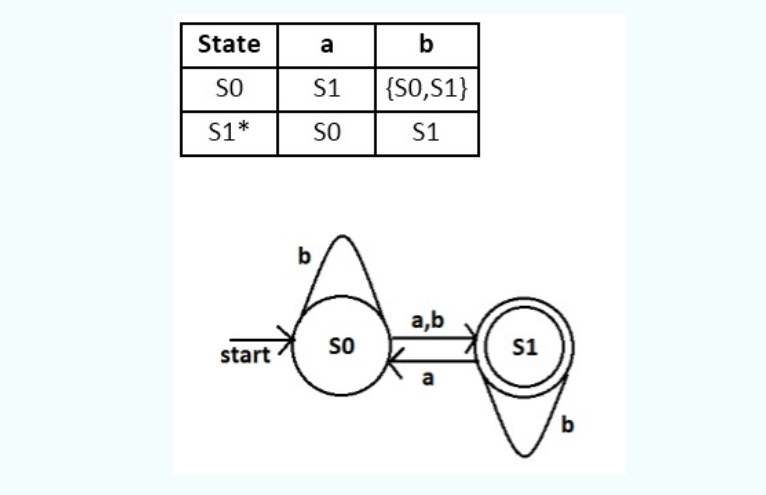 State a b
S0 S1 {S0,S1}
S1* S0 S1
b
a,b
start S0 S1
a
b